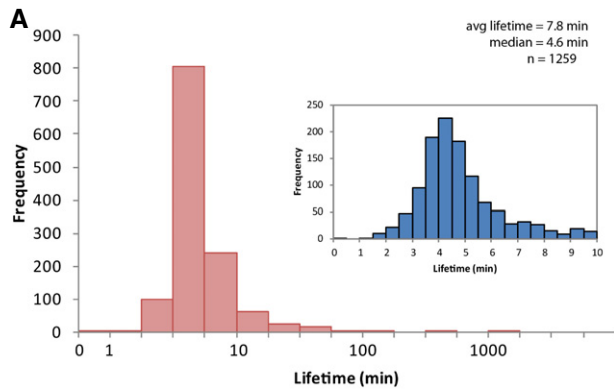 A
avg lifetime = 7.8 min
median = 4.6 min
n = 1259
900
800
700
600
500
400
300
200
100
0
Frequency
0 1 10 100 1000
Lifetime (min)
250
200
150
100
50
0
Frequency
0 1 2 3 4 5 6 7 8 9 10
Lifetime (min)